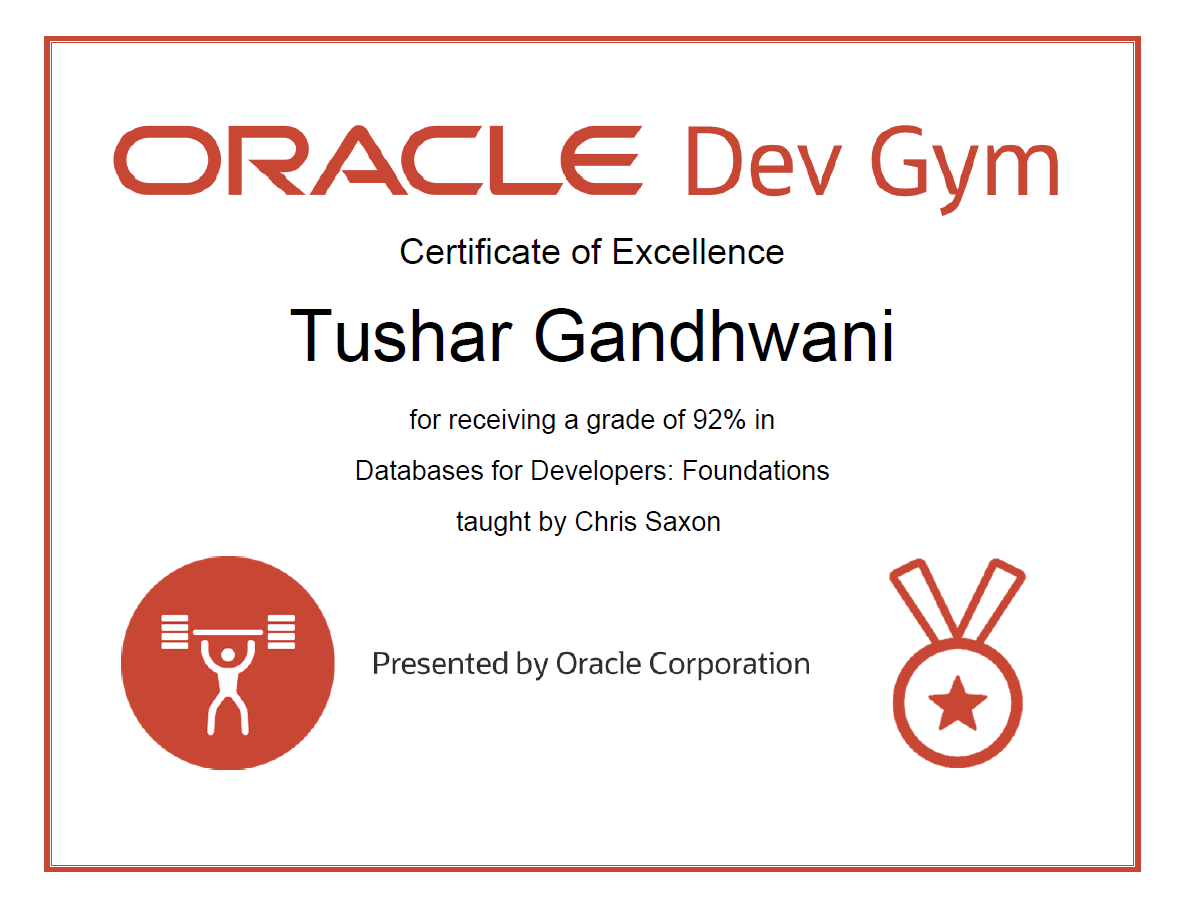 ORACLE Dev Gym
Certificate of Excellence
Tushar Gandhwani
for receiving a grade of 92% in
Databases for Developers: Foundations
taught by Chris Saxon
Presented by Oracle Corporation